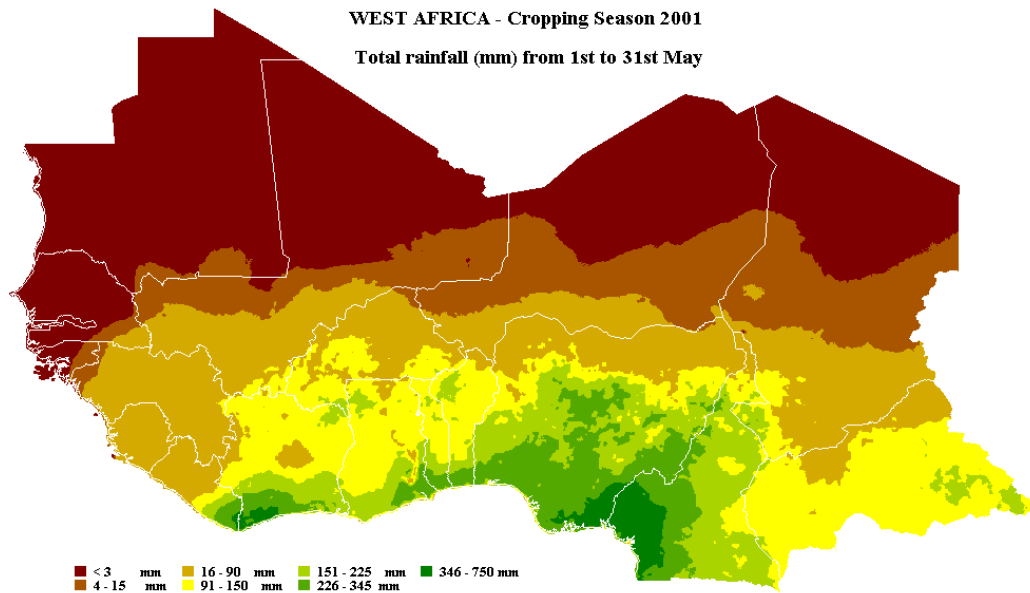 WEST AFRICA - Cropping Season 2001
Total rainfall (mm) from 1st to 31st May
< 3 mm 16 - 90 mm 151 - 225 mm 346 - 750 mm
4 - 15 mm 91 - 150 mm 226 - 345 mm